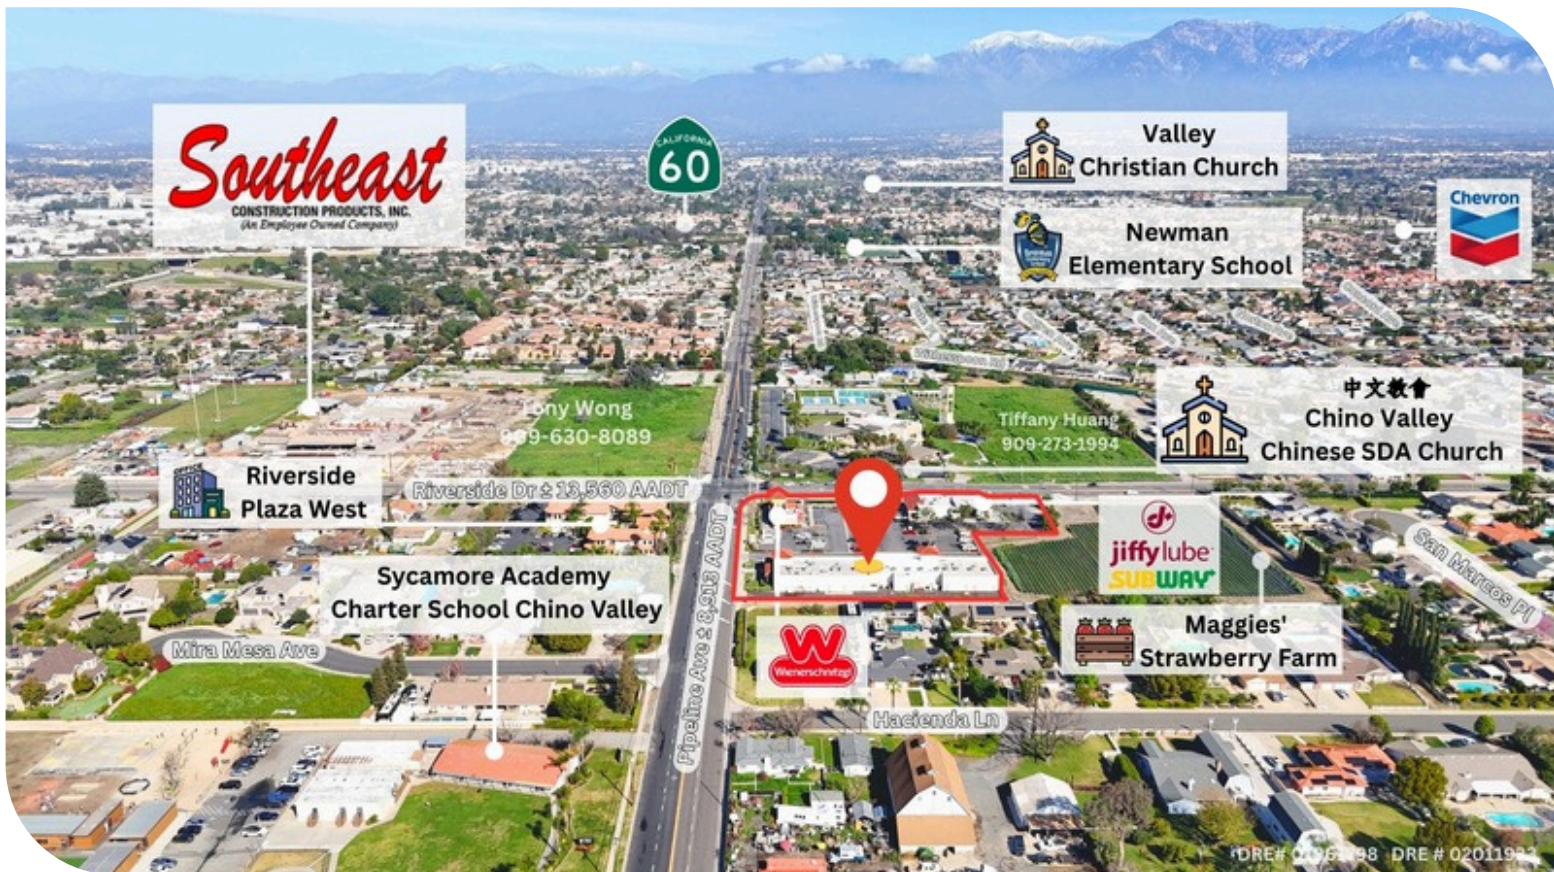 Southeast
CONSTRUCTION PRODUCTS, INC.
(An Employee Owned Company)
CALIFORNIA
60
Valley
Christian Church
Newman
Elementary School
Chevron
中文教會
Chino Valley
Chinese SDA Church
Tony Wong
909-630-8089
Tiffany Huang
909-273-1994
Riverside
Plaza West
Riverside Dr ± 13,560 AADT
Pipeline Ave ± 8,913 AADT
jiffy lube
SUBWAY
San Marcos Pl
Sycamore Academy
Charter School Chino Valley
Mira Mesa Ave
Wienerschnitzel
Maggies'
Strawberry Farm
Hacienda Ln
DRE# DRE #